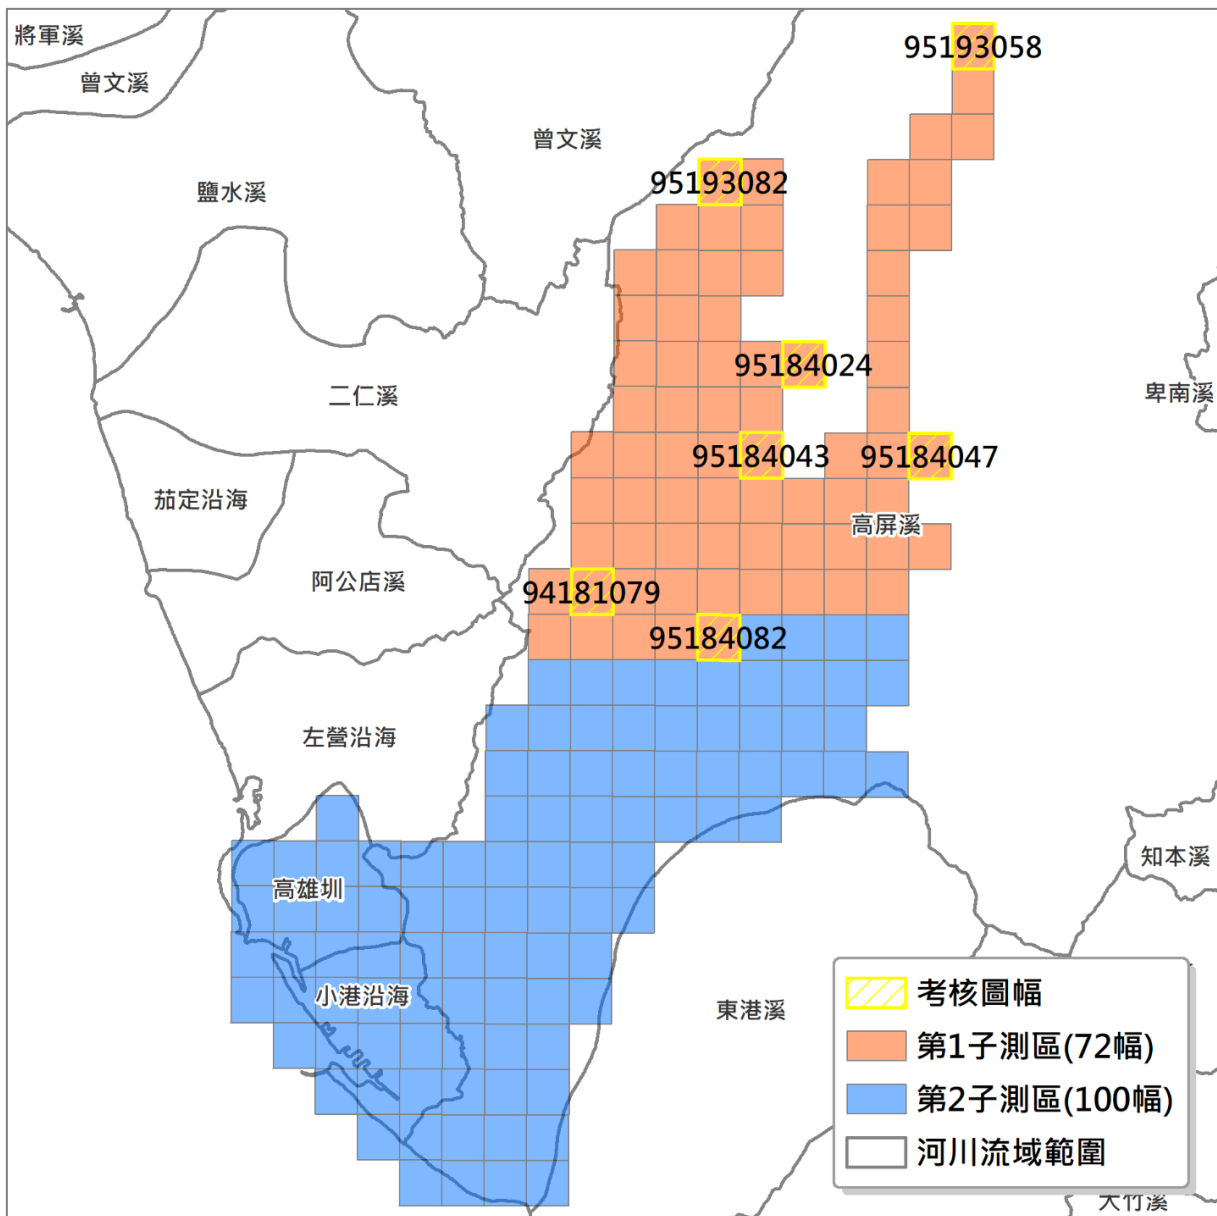 將軍溪
95193058
曾文溪
曾文溪
95193082
鹽水溪
95184024
卑南溪
二仁溪
95184043
95184047
茄定沿海
高屏溪
阿公店溪
94181079
95184082
左營沿海
知本溪
高雄圳
小港沿海
東港溪
考核圖幅
第1子測區(72幅)
第2子測區(100幅)
河川流域範圍
大竹溪